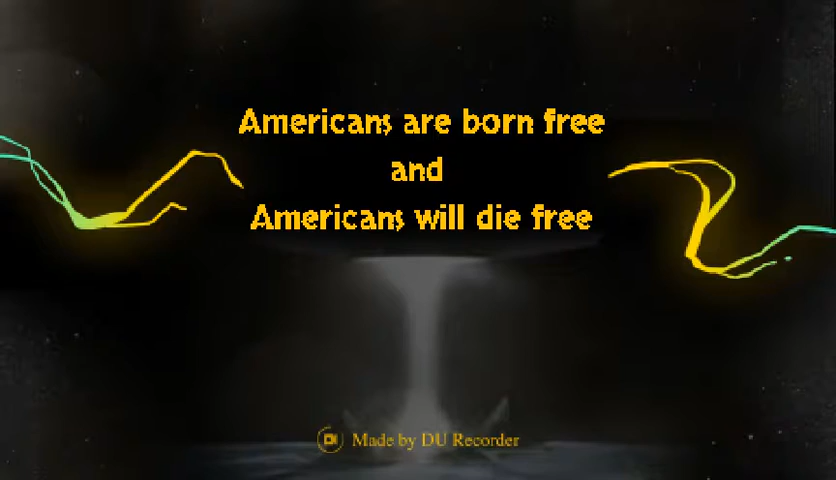 Americans are born free
and
Americans will die free
Made by DU Recorder